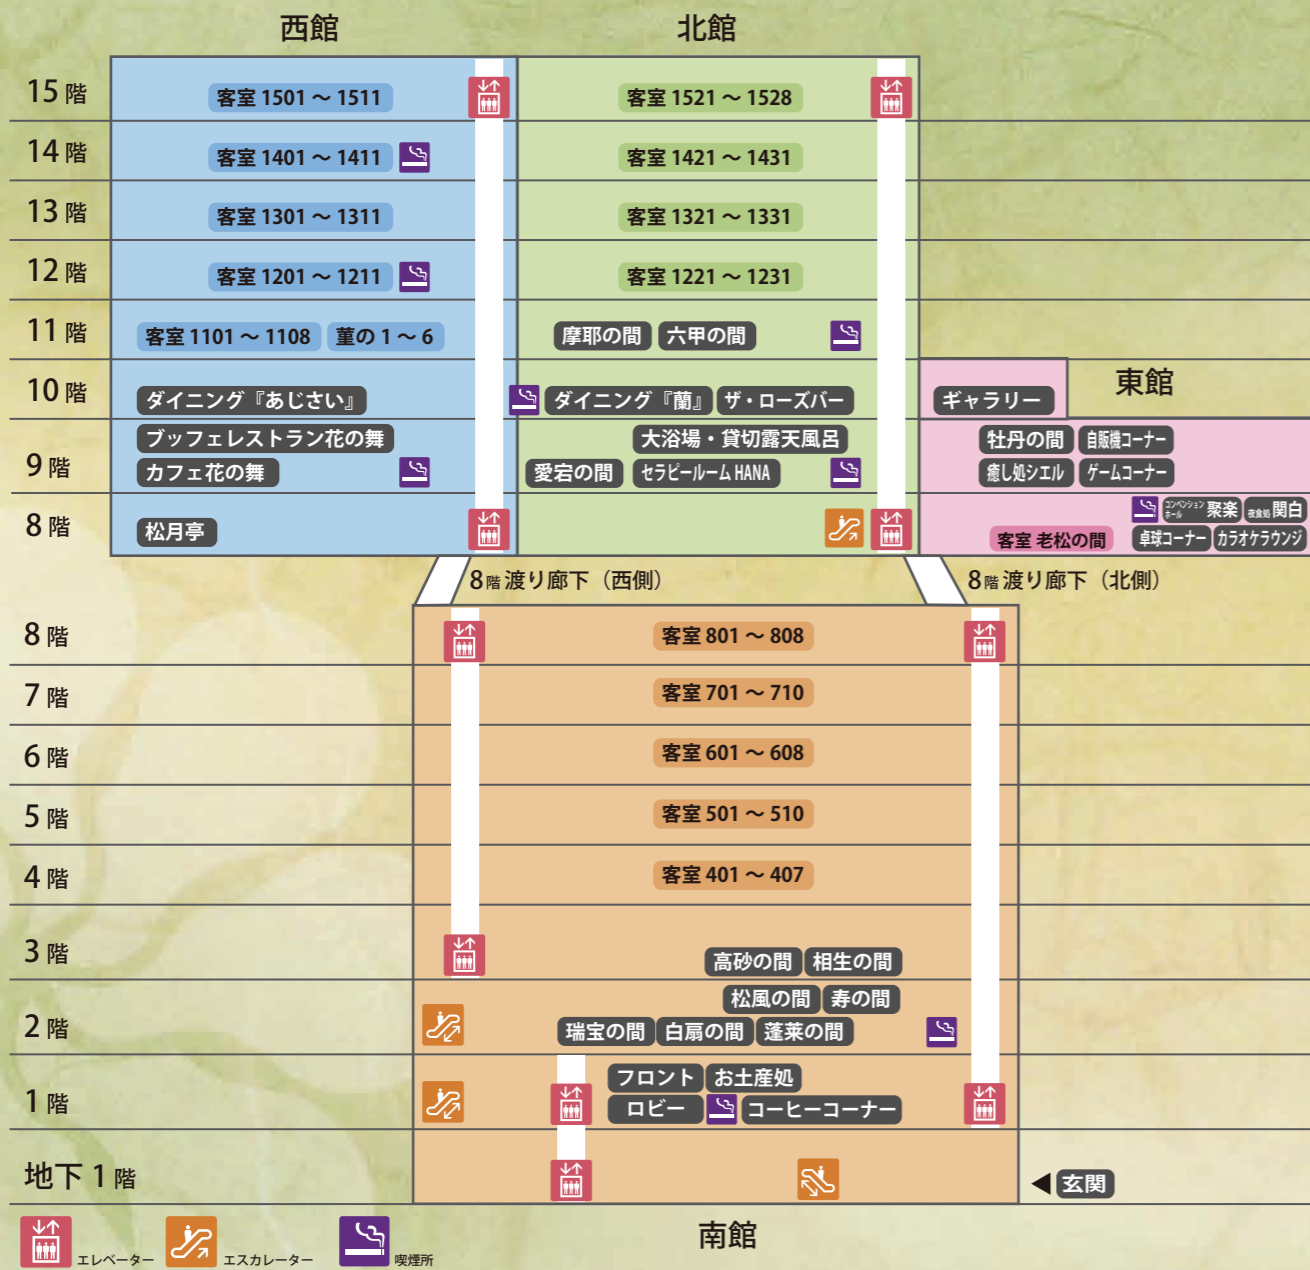 西館 北館
15階 客室 1501 ～ 1511 客室 1521 ～ 1528
14階 客室 1401 ～ 1411 客室 1421 ～ 1431
13階 客室 1301 ～ 1311 客室 1321 ～ 1331
12階 客室 1201 ～ 1211 客室 1221 ～ 1231
11階 客室 1101 ～ 1108 菫の 1 ～ 6 摩耶の間 六甲の間
東館
10階 ダイニング『あじさい』 ダイニング『蘭』 ザ・ローズバー ギャラリー
ブッフェレストラン花の舞 大浴場・貸切露天風呂 牡丹の間 自販機コーナー
9階 カフェ花の舞 愛宕の間 セラピールーム HANA 癒し処シエル ゲームコーナー
コンベンションホール 聚楽 夜食処 関白
8階 松月亭 客室 老松の間 卓球コーナー カラオケラウンジ
8階 渡り廊下（西側） 8階 渡り廊下（北側）
8階 客室 801 ～ 808
7階 客室 701 ～ 710
6階 客室 601 ～ 608
5階 客室 501 ～ 510
4階 客室 401 ～ 407
3階 高砂の間 相生の間
松風の間 寿の間
2階 瑞宝の間 白扇の間 蓬莱の間
フロント お土産処
1階 ロビー コーヒーコーナー
地下1階 ◀ 玄関
南館
エレベーター エスカレーター 喫煙所